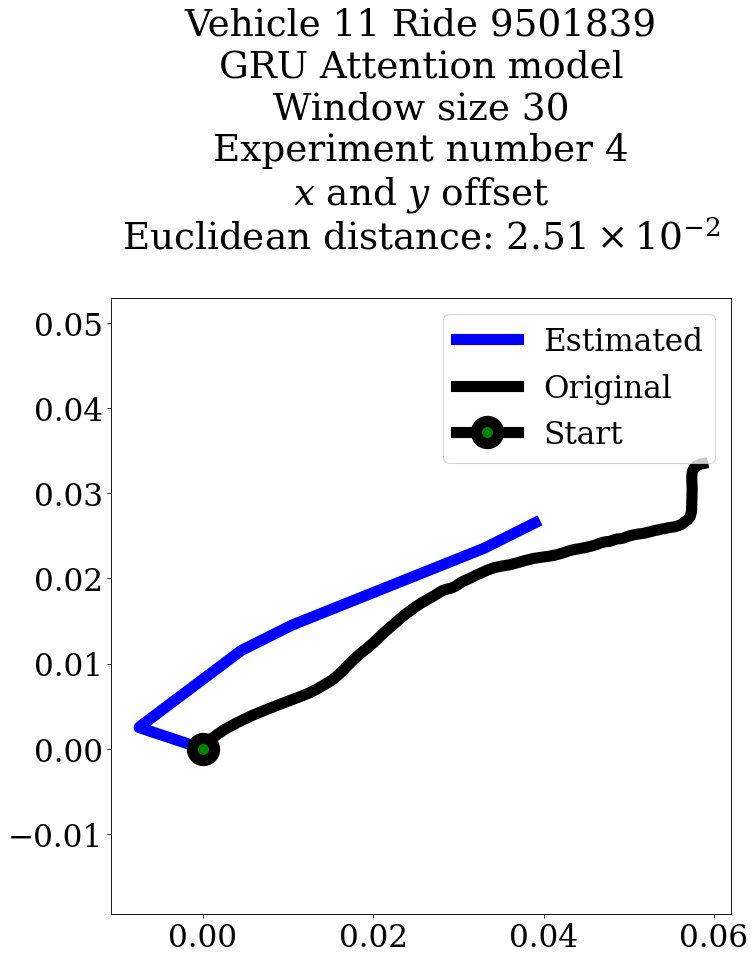 Vehicle 11 Ride 9501839
GRU Attention model
Window size 30
Experiment number 4
x and y offset
Euclidean distance: 2.51 × 10⁻²
Estimated
Original
Start
0.05
0.04
0.03
0.02
0.01
0.00
−0.01
0.00
0.02
0.04
0.06